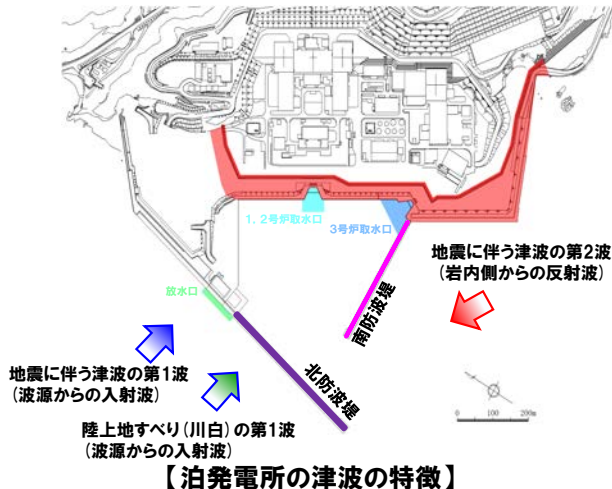 1，2号炉取水口
3号炉取水口
地震に伴う津波の第2波
(岩内側からの反射波)
放水口
南防波堤
地震に伴う津波の第1波
(波源からの入射波)
北防波堤
陸上地すべり(川白)の第1波
(波源からの入射波)
0 100 200m
【泊発電所の津波の特徴】